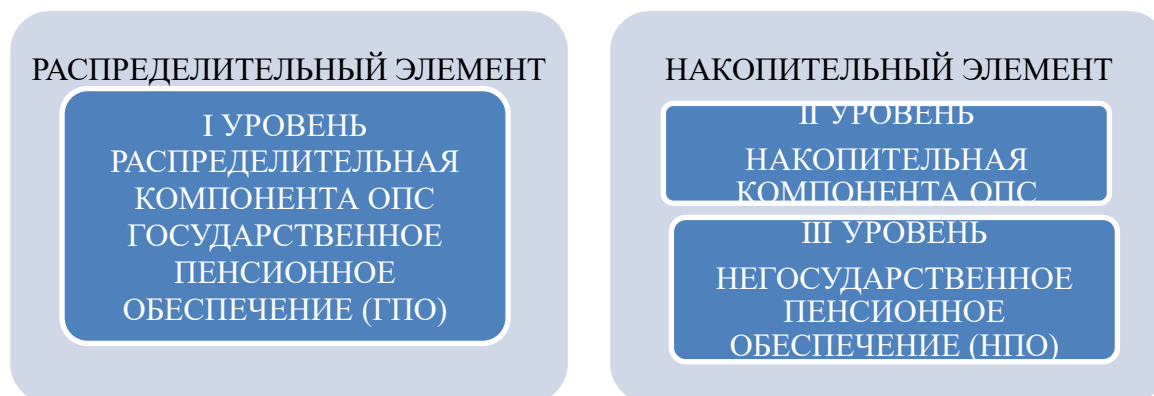 РАСПРЕДЕЛИТЕЛЬНЫЙ ЭЛЕМЕНТ
I УРОВЕНЬ
РАСПРЕДЕЛИТЕЛЬНАЯ
КОМПОНЕНТА ОПС
ГОСУДАРСТВЕННОЕ
ПЕНСИОННОЕ
ОБЕСПЕЧЕНИЕ (ГПО)
НАКОПИТЕЛЬНЫЙ ЭЛЕМЕНТ
II УРОВЕНЬ
НАКОПИТЕЛЬНАЯ
КОМПОНЕНТА ОПС
III УРОВЕНЬ
НЕГОСУДАРСТВЕННОЕ
ПЕНСИОННОЕ
ОБЕСПЕЧЕНИЕ (НПО)